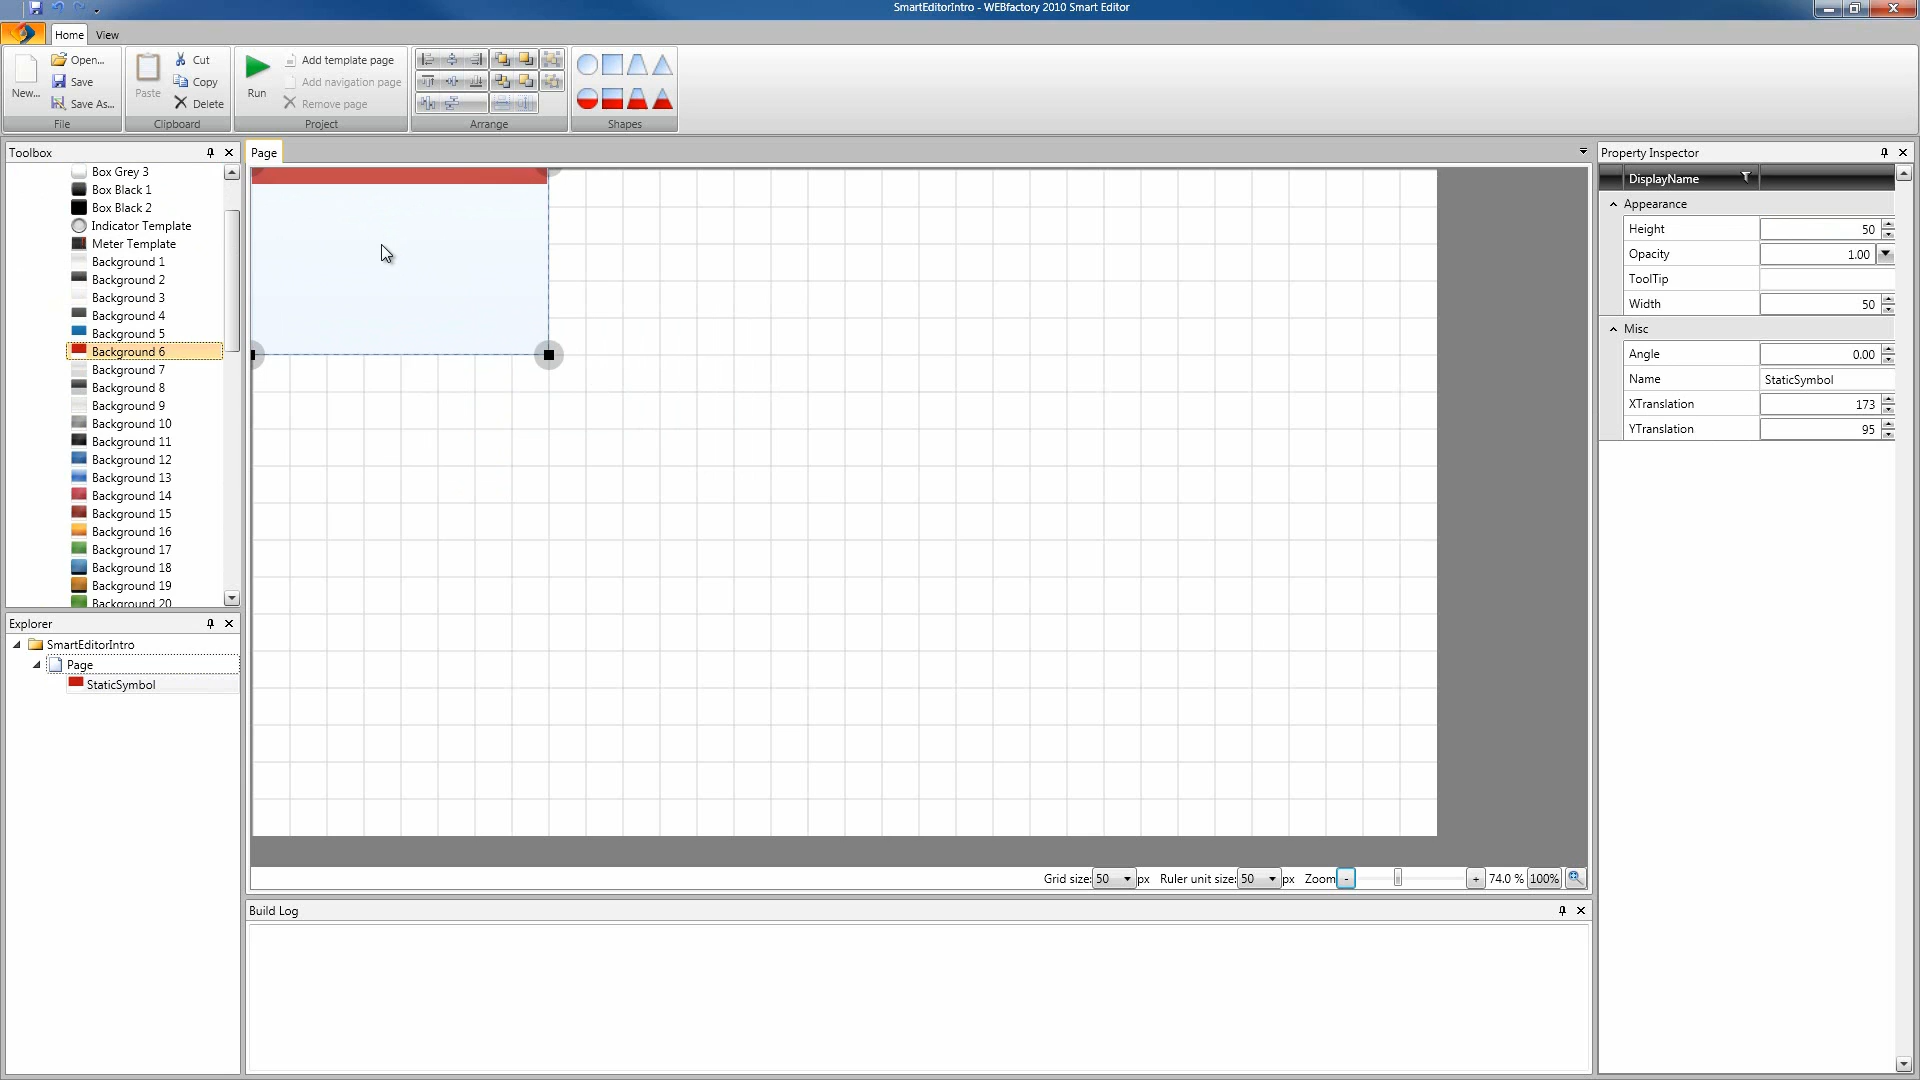 SmartEditorIntro - WEBfactory 2010 Smart Editor
Home
View
New...
Open...
Save
Save As...
File
Paste
Cut
Copy
Delete
Clipboard
Run
Add template page
Add navigation page
Remove page
Project
Arrange
Shapes
Toolbox
Box Grey 3
Box Black 1
Box Black 2
Indicator Template
Meter Template
Background 1
Background 2
Background 3
Background 4
Background 5
Background 6
Background 7
Background 8
Background 9
Background 10
Background 11
Background 12
Background 13
Background 14
Background 15
Background 16
Background 17
Background 18
Background 19
Background 20
Explorer
SmartEditorIntro
Page
StaticSymbol
Page
Grid size: 50 px Ruler unit size: 50 px Zoom - + 74.0 % 100%
Build Log
Property Inspector
DisplayName
Appearance
Height 50
Opacity 1.00
ToolTip
Width 50
Misc
Angle 0.00
Name StaticSymbol
XTranslation 173
YTranslation 95